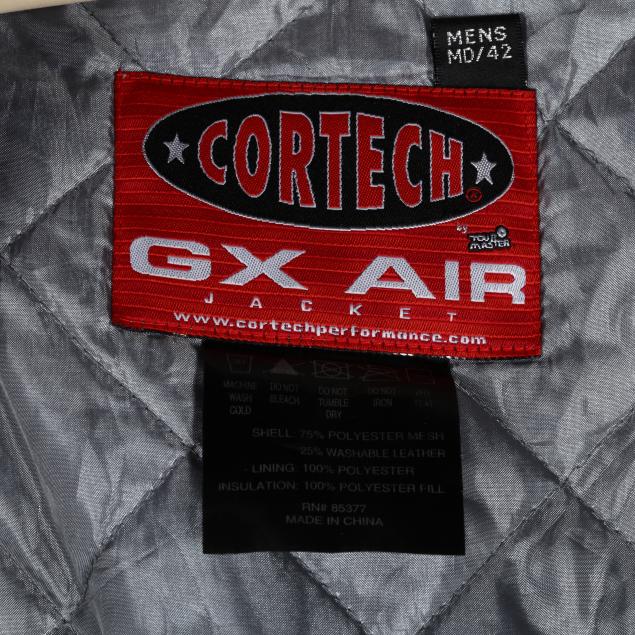 MENS
MD/42
CORTECH
by TOUR MASTER
GX AIR
JACKET
www.cortechperformance.com
MACHINE WASH COLD
DO NOT BLEACH
DO NOT TUMBLE DRY
DO NOT IRON
SHELL: 75% POLYESTER MESH
25% WASHABLE LEATHER
LINING: 100% POLYESTER
INSULATION: 100% POLYESTER FILL
RN# 85377
MADE IN CHINA